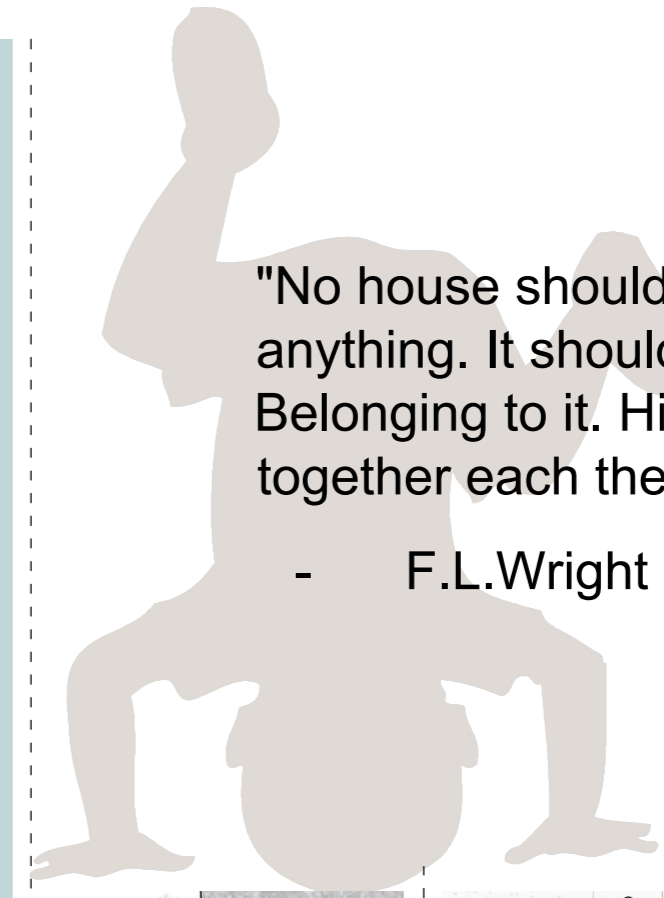 "No house should
anything. It should
Belonging to it. Hi
together each the
- F.L.Wright